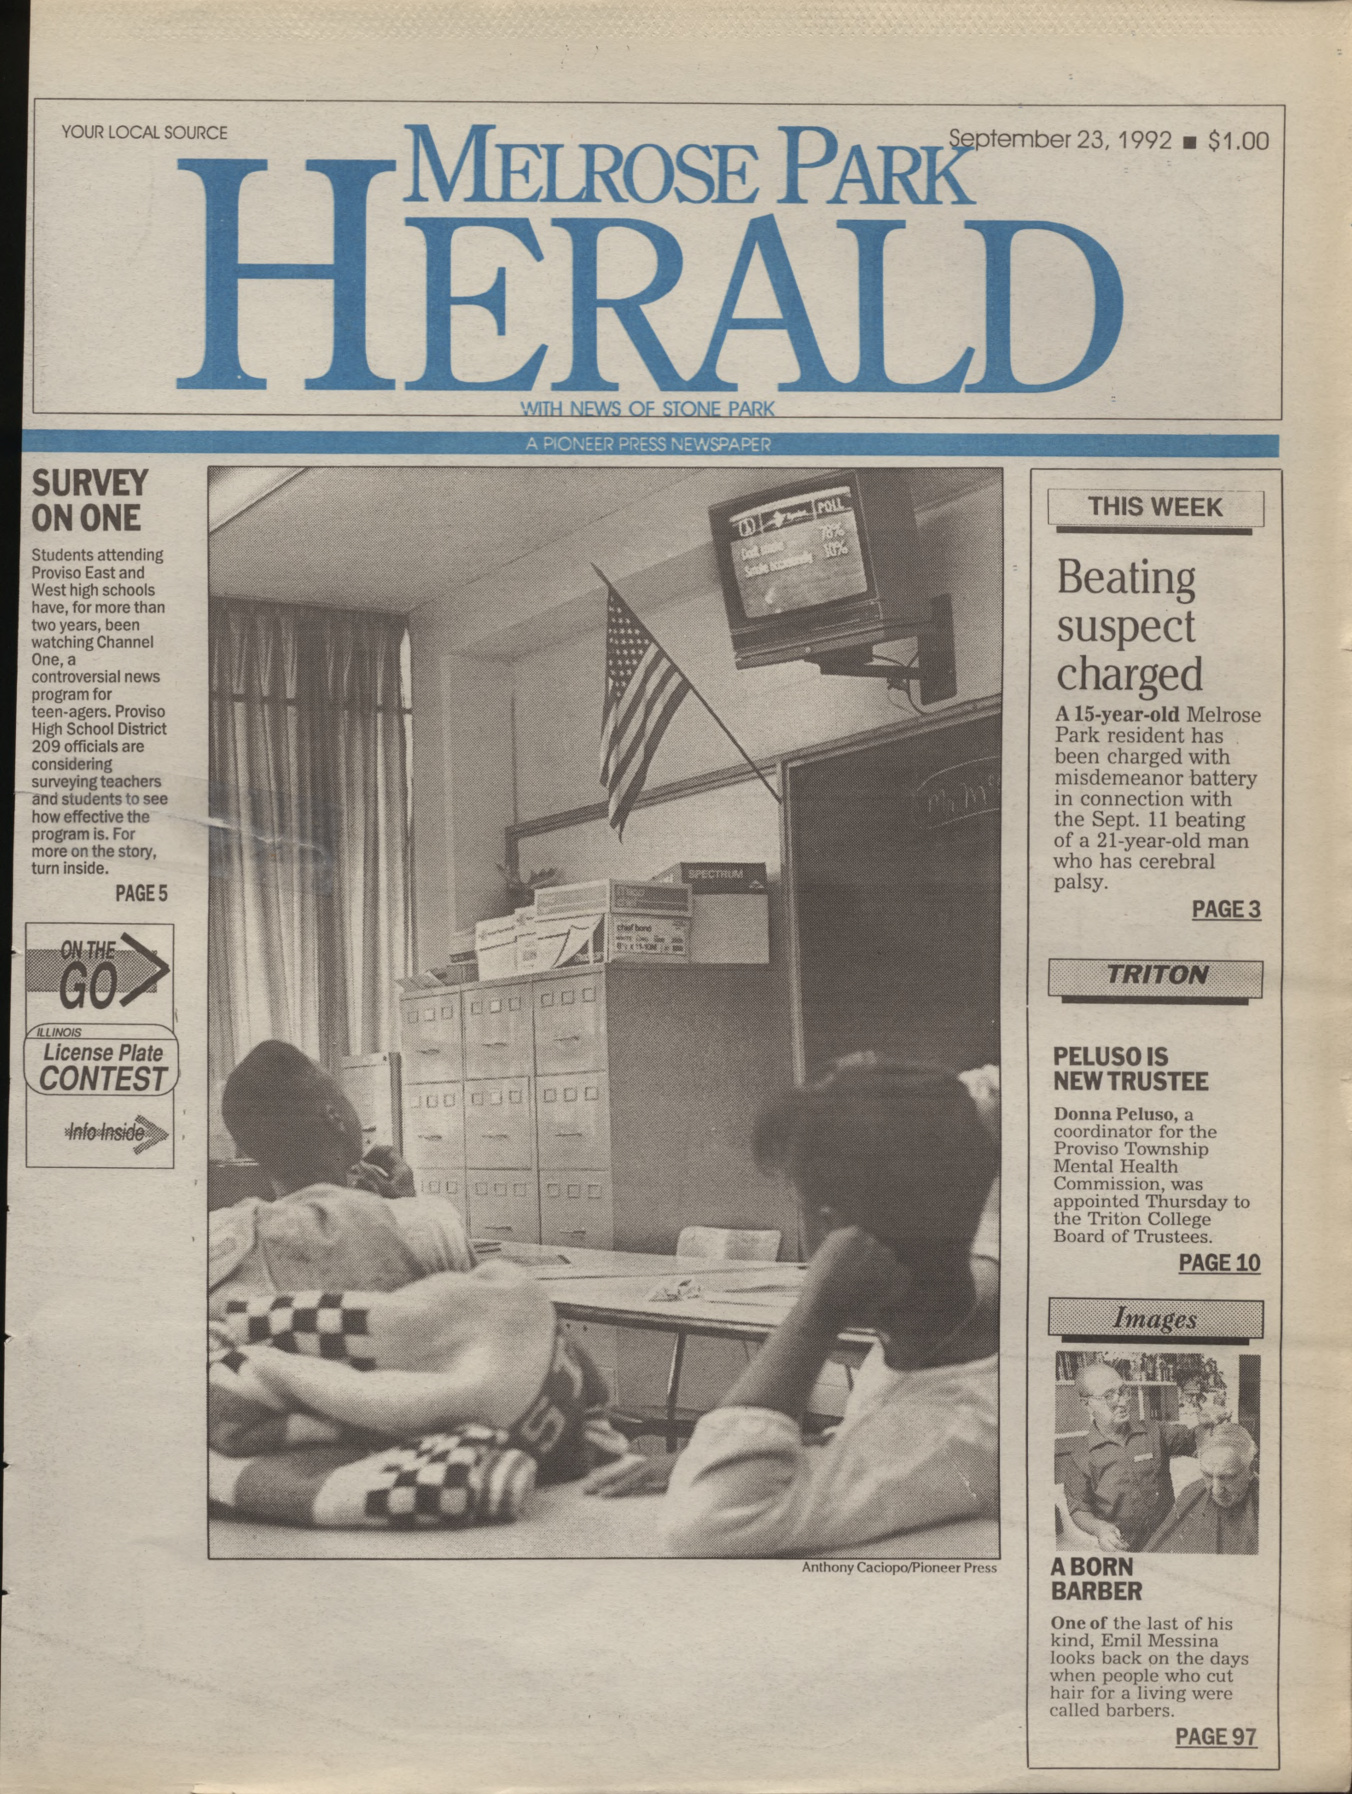 YOUR LOCAL SOURCE
September 23, 1992 ■ $1.00
MELROSE PARK
HERALD
WITH NEWS OF STONE PARK
A PIONEER PRESS NEWSPAPER
SURVEY
ON ONE
Students attending
Proviso East and
West high schools
have, for more than
two years, been
watching Channel
One, a
controversial news
program for
teen-agers. Proviso
High School District
209 officials are
considering
surveying teachers
and students to see
how effective the
program is. For
more on the story,
turn inside.
PAGE 5
ON THE
GO
ILLINOIS
License Plate
CONTEST
Info Inside
POLL
Don't smoke 78%
Smoke occasionally 10%
SPECTRUM
chief bond
Anthony Caciopo/Pioneer Press
THIS WEEK
Beating
suspect
charged
A 15-year-old Melrose
Park resident has
been charged with
misdemeanor battery
in connection with
the Sept. 11 beating
of a 21-year-old man
who has cerebral
palsy.
PAGE 3
TRITON
PELUSO IS
NEW TRUSTEE
Donna Peluso, a
coordinator for the
Proviso Township
Mental Health
Commission, was
appointed Thursday to
the Triton College
Board of Trustees.
PAGE 10
Images
A BORN
BARBER
One of the last of his
kind, Emil Messina
looks back on the days
when people who cut
hair for a living were
called barbers.
PAGE 97